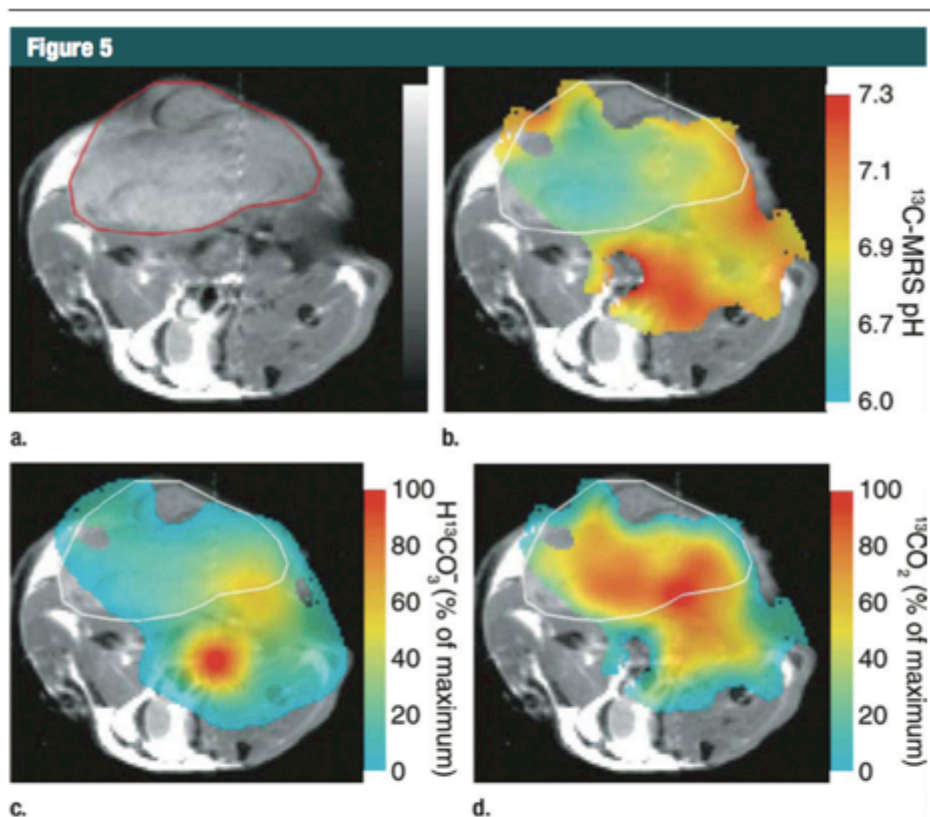 Figure 5
7.3
7.1
6.9
6.7
6.0
¹³C-MRS pH
a.
b.
100
80
60
40
20
0
H¹³CO₃⁻ (% of maximum)
100
80
60
40
20
0
¹³CO₂ (% of maximum)
c.
d.